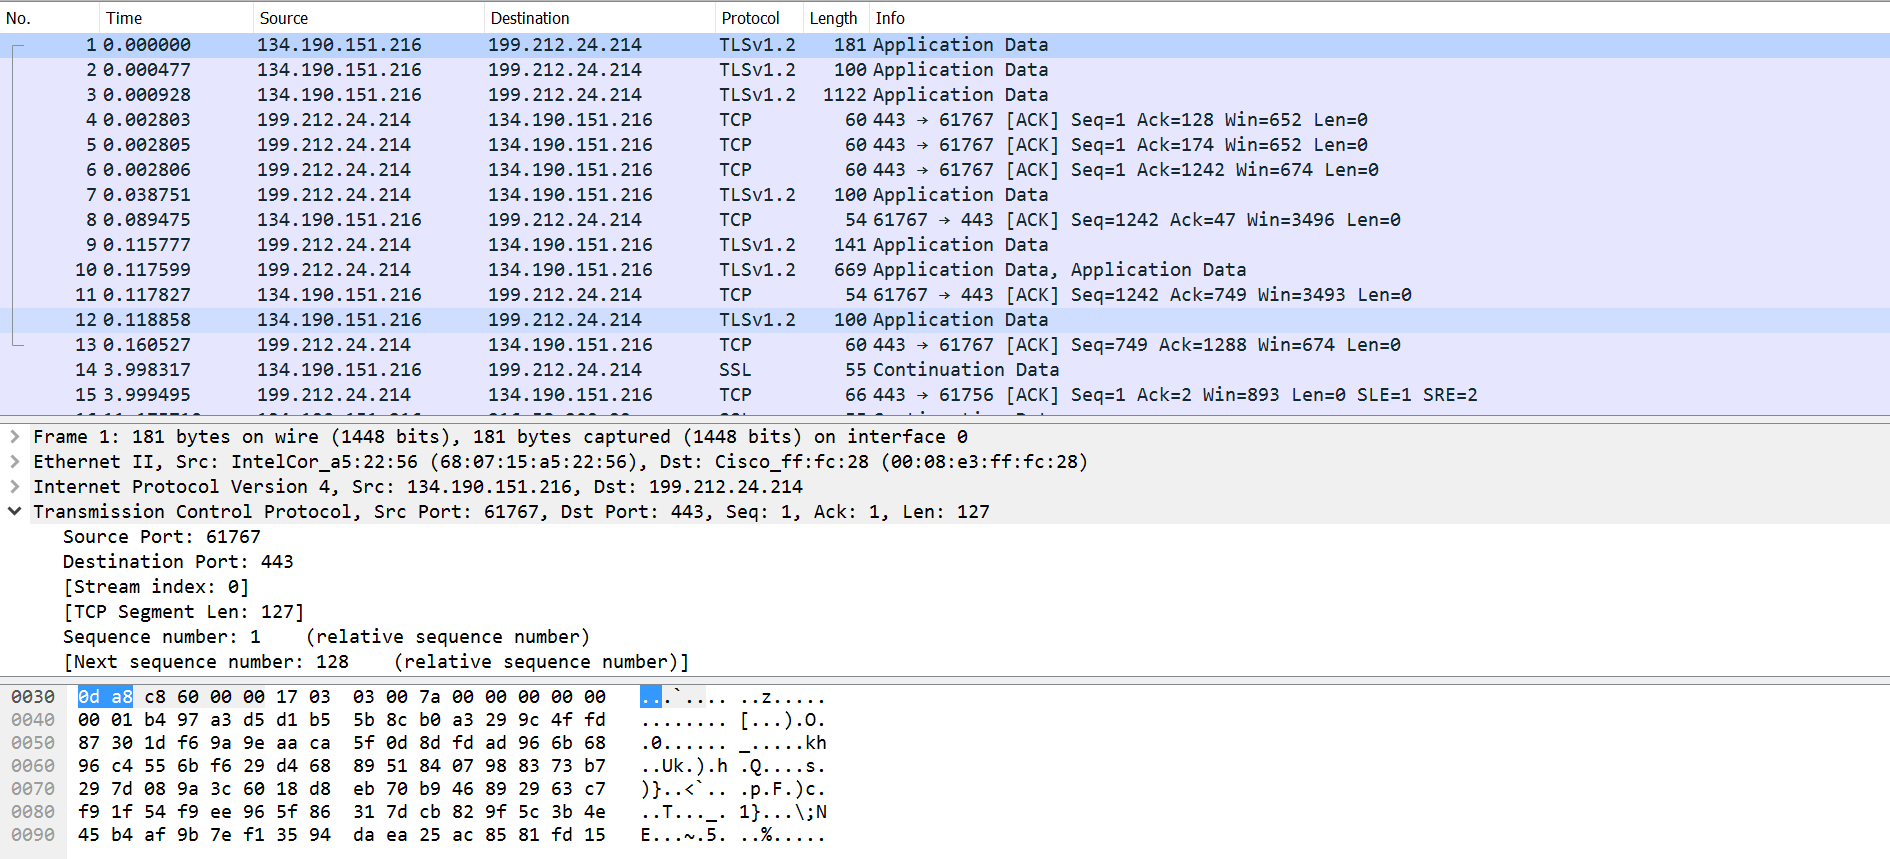 No. Time Source Destination Protocol Length Info
1 0.000000 134.190.151.216 199.212.24.214 TLSv1.2 181 Application Data
2 0.000477 134.190.151.216 199.212.24.214 TLSv1.2 100 Application Data
3 0.000928 134.190.151.216 199.212.24.214 TLSv1.2 1122 Application Data
4 0.002803 199.212.24.214 134.190.151.216 TCP 60 443 → 61767 [ACK] Seq=1 Ack=128 Win=652 Len=0
5 0.002805 199.212.24.214 134.190.151.216 TCP 60 443 → 61767 [ACK] Seq=1 Ack=174 Win=652 Len=0
6 0.002806 199.212.24.214 134.190.151.216 TCP 60 443 → 61767 [ACK] Seq=1 Ack=1242 Win=674 Len=0
7 0.038751 199.212.24.214 134.190.151.216 TLSv1.2 100 Application Data
8 0.089475 134.190.151.216 199.212.24.214 TCP 54 61767 → 443 [ACK] Seq=1242 Ack=47 Win=3496 Len=0
9 0.115777 199.212.24.214 134.190.151.216 TLSv1.2 141 Application Data
10 0.117599 199.212.24.214 134.190.151.216 TLSv1.2 669 Application Data, Application Data
11 0.117827 134.190.151.216 199.212.24.214 TCP 54 61767 → 443 [ACK] Seq=1242 Ack=749 Win=3493 Len=0
12 0.118858 134.190.151.216 199.212.24.214 TLSv1.2 100 Application Data
13 0.160527 199.212.24.214 134.190.151.216 TCP 60 443 → 61767 [ACK] Seq=749 Ack=1288 Win=674 Len=0
14 3.998317 134.190.151.216 199.212.24.214 SSL 55 Continuation Data
15 3.999495 199.212.24.214 134.190.151.216 TCP 66 443 → 61756 [ACK] Seq=1 Ack=2 Win=893 Len=0 SLE=1 SRE=2
Frame 1: 181 bytes on wire (1448 bits), 181 bytes captured (1448 bits) on interface 0
Ethernet II, Src: IntelCor_a5:22:56 (68:07:15:a5:22:56), Dst: Cisco_ff:fc:28 (00:08:e3:ff:fc:28)
Internet Protocol Version 4, Src: 134.190.151.216, Dst: 199.212.24.214
Transmission Control Protocol, Src Port: 61767, Dst Port: 443, Seq: 1, Ack: 1, Len: 127
Source Port: 61767
Destination Port: 443
[Stream index: 0]
[TCP Segment Len: 127]
Sequence number: 1 (relative sequence number)
[Next sequence number: 128 (relative sequence number)]
0030 0d a8 c8 60 00 00 17 03 03 00 7a 00 00 00 00 00 ...`.... ..z.....
0040 00 01 b4 97 a3 d5 d1 b5 5b 8c b0 a3 29 9c 4f fd ........ [...).O.
0050 87 30 1d f6 9a 9e aa ca 5f 0d 8d fd ad 96 6b 68 .0...... _.....kh
0060 96 c4 55 6b f6 29 d4 68 89 51 84 07 98 83 73 b7 ..Uk.).h .Q....s.
0070 29 7d 08 9a 3c 60 18 d8 eb 70 b9 46 89 29 63 c7 )}..<`.. .p.F.)c.
0080 f9 1f 54 f9 ee 96 5f 86 31 7d cb 82 9f 5c 3b 4e ..T..._. 1}...\;N
0090 45 b4 af 9b 7e f1 35 94 da ea 25 ac 85 81 fd 15 E...~.5. ..%.....